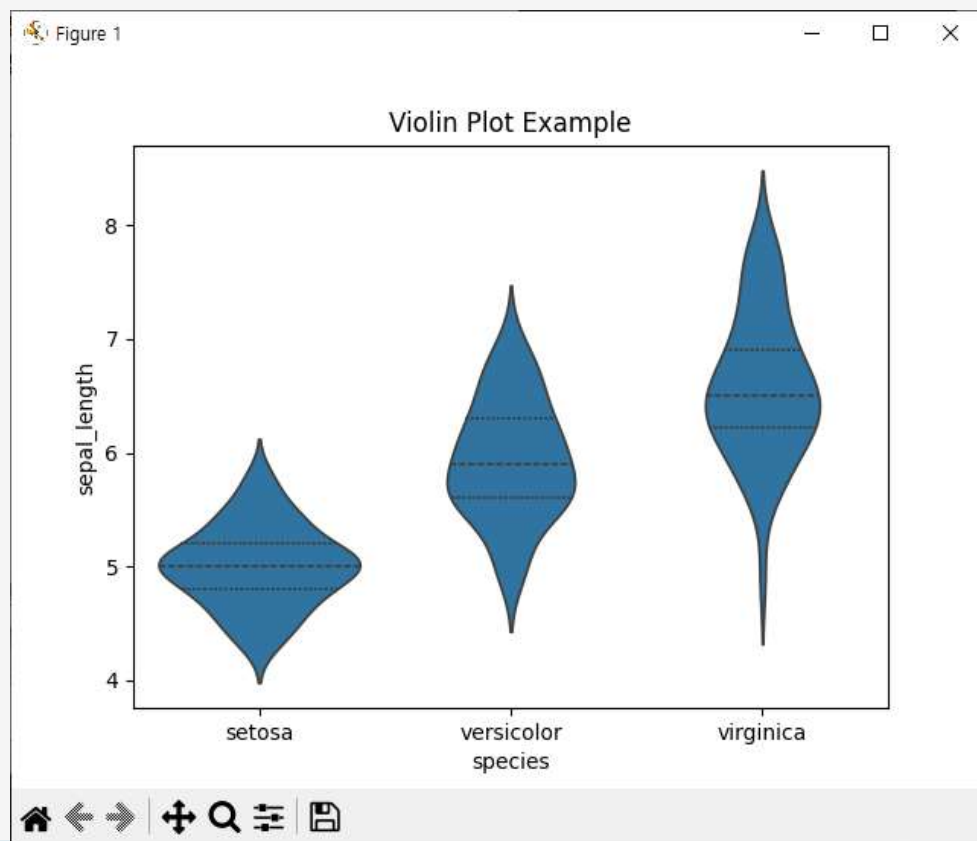 Figure 1
Violin Plot Example
8
7
6
5
4
sepal_length
setosa versicolor virginica
species